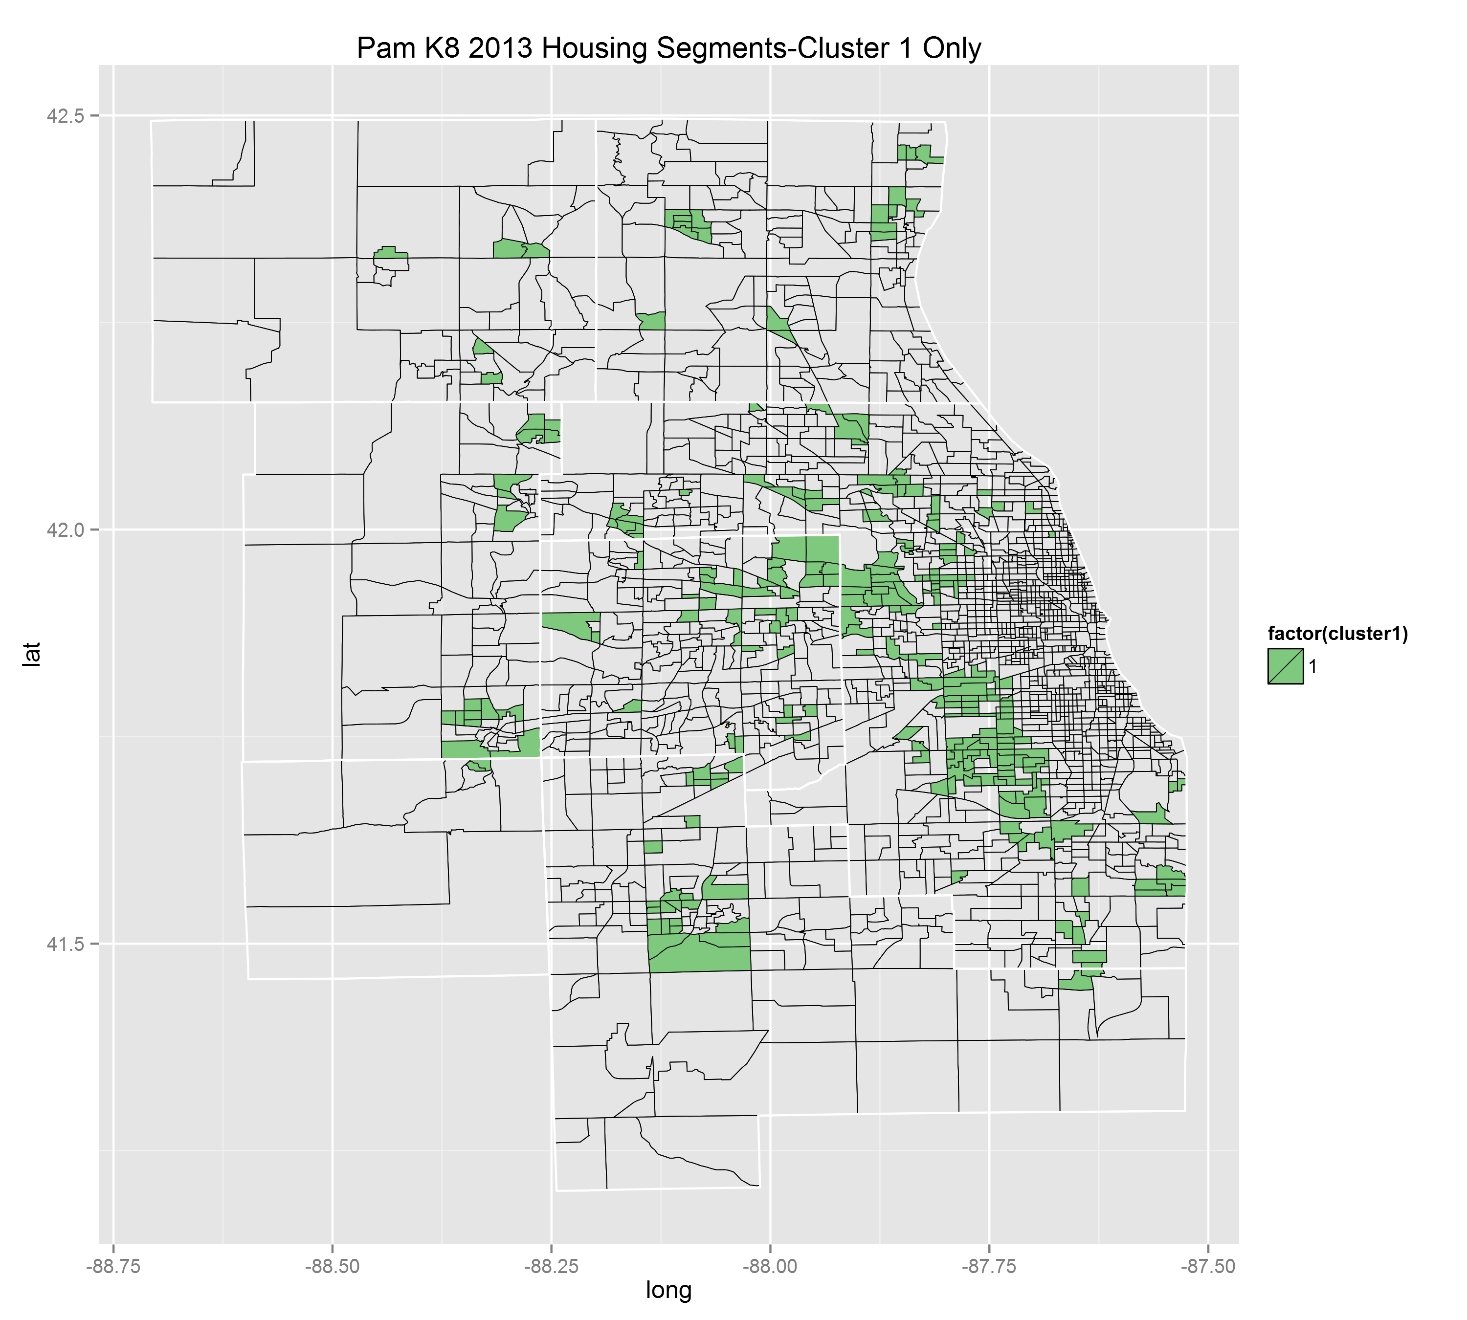 Pam K8 2013 Housing Segments-Cluster 1 Only
42.5
42.0
41.5
lat
-88.75 -88.50 -88.25 -88.00 -87.75 -87.50
long
factor(cluster1)
1